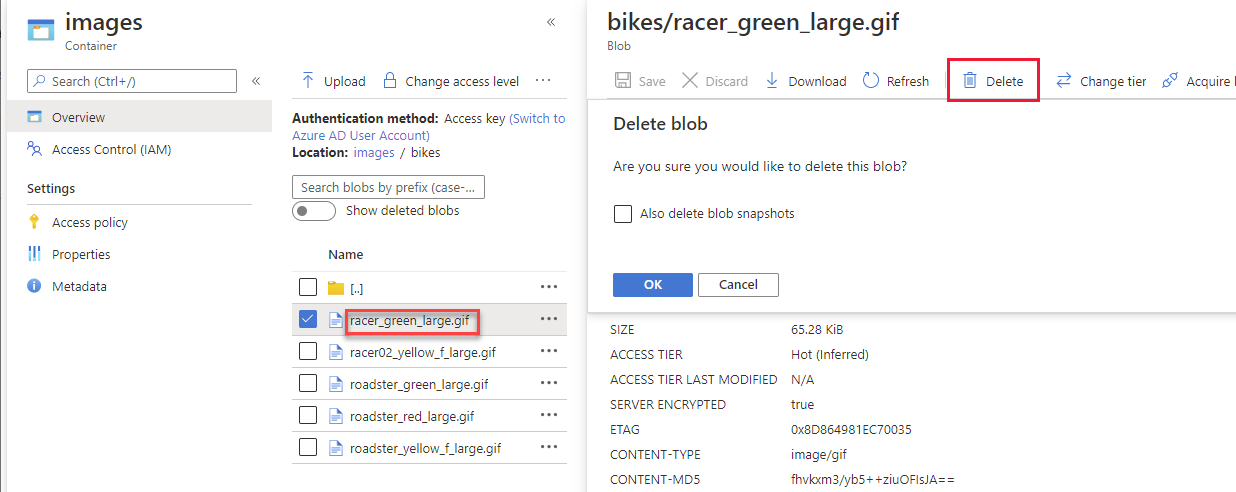 images
Container
«
Search (Ctrl+/)
«
Overview
Access Control (IAM)
Settings
Access policy
Properties
Metadata
Upload
Change access level
...
Authentication method: Access key (Switch to
Azure AD User Account)
Location: images / bikes
Search blobs by prefix (case-...
Show deleted blobs
Name
[..]
...
racer_green_large.gif
...
racer02_yellow_f_large.gif
...
roadster_green_large.gif
...
roadster_red_large.gif
...
roadster_yellow_f_large.gif
...
bikes/racer_green_large.gif
Blob
Save
Discard
Download
Refresh
Delete
Change tier
Acquire
Delete blob
Are you sure you would like to delete this blob?
Also delete blob snapshots
OK
Cancel
SIZE 65.28 KiB
ACCESS TIER Hot (Inferred)
ACCESS TIER LAST MODIFIED N/A
SERVER ENCRYPTED true
ETAG 0x8D864981EC70035
CONTENT-TYPE image/gif
CONTENT-MD5 fhvkxm3/yb5++ziuOFIsJA==